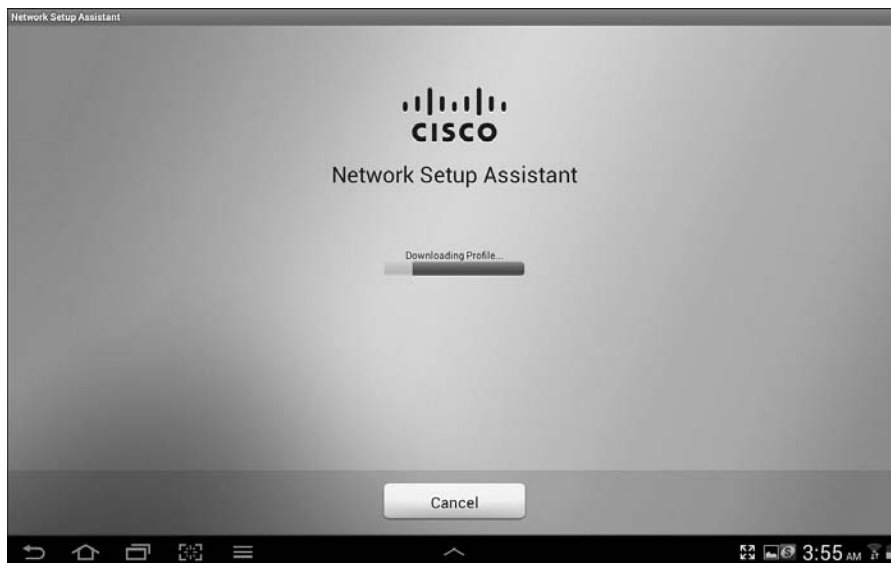 Network Setup Assistant
CISCO
Network Setup Assistant
Downloading Profile...
Cancel
3:55 AM